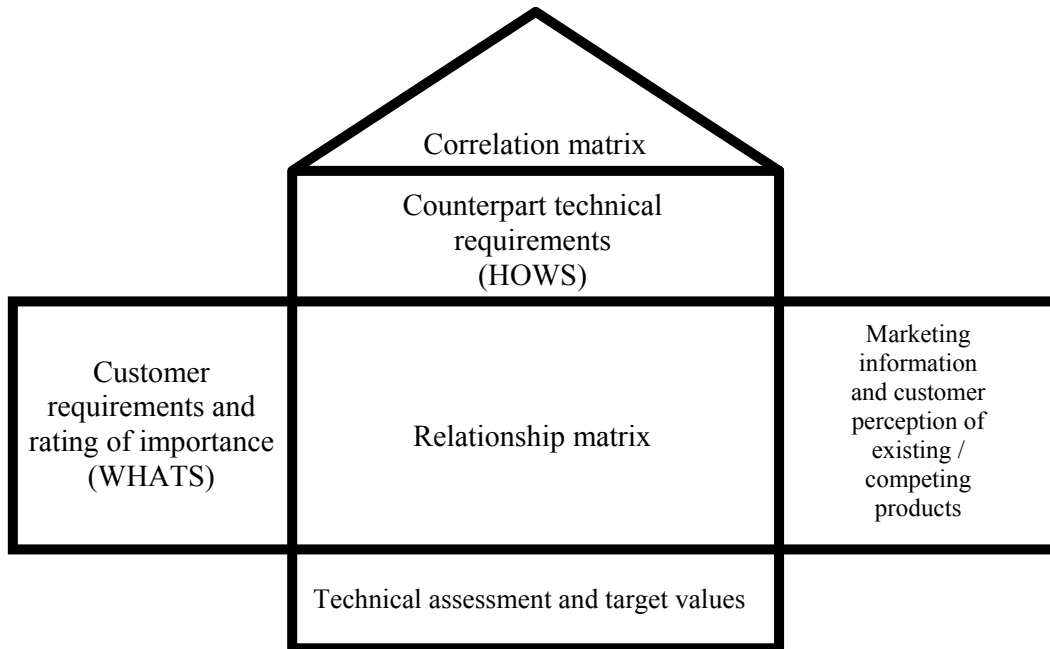 Correlation matrix
Counterpart technical
requirements
(HOWS)
Customer
requirements and
rating of importance
(WHATS)
Relationship matrix
Marketing
information
and customer
perception of
existing /
competing
products
Technical assessment and target values